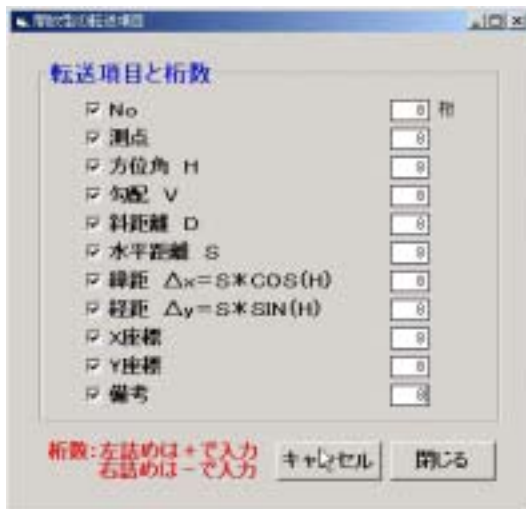 転送項目と桁数
No 8 桁
測点 8
方位角 H 8
勾配 V 8
斜距離 D 8
水平距離 S 8
緯距 △x=S*COS(H) 8
経距 △y=S*SIN(H) 8
X座標 8
Y座標 8
備考 8
桁数:左詰めは+で入力
右詰めは-で入力
キャンセル 閉じる